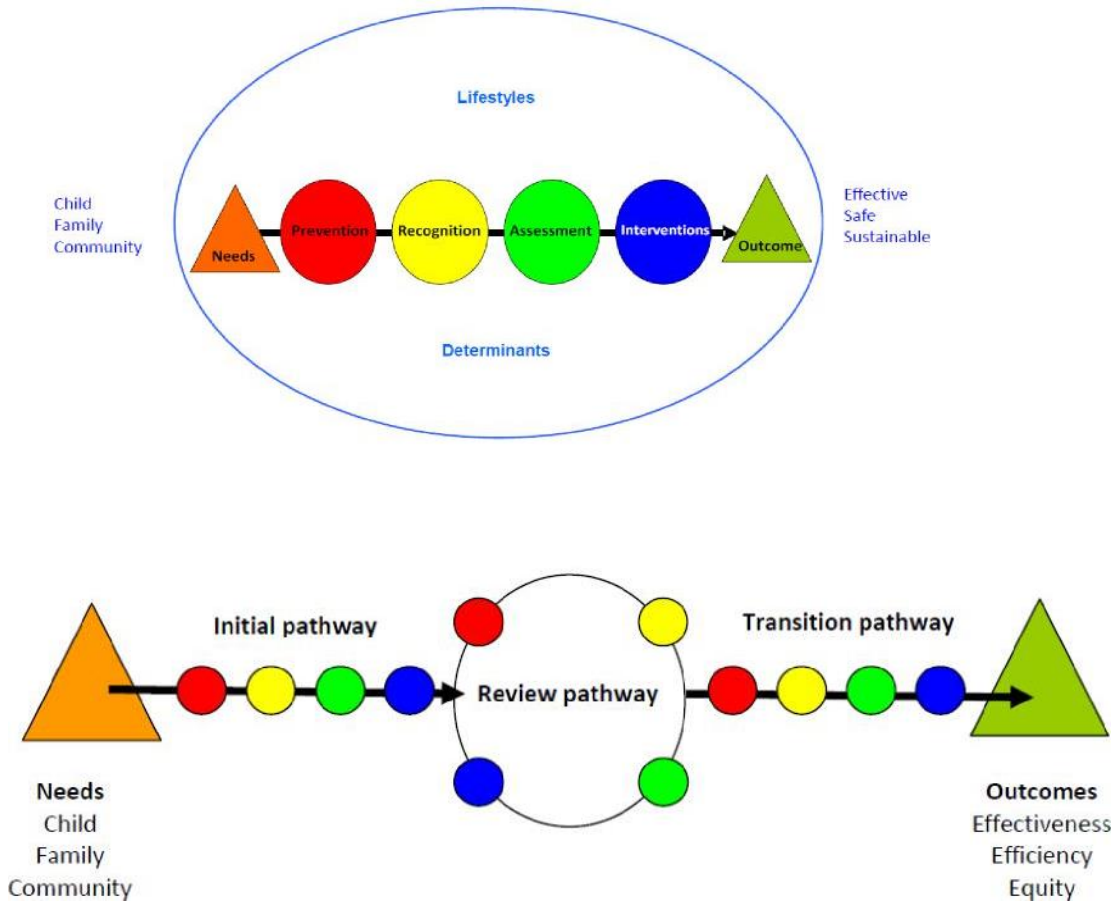 Lifestyles
Child
Family
Community
Needs
Prevention
Recognition
Assessment
Interventions
Outcome
Effective
Safe
Sustainable
Determinants
Initial pathway
Review pathway
Transition pathway
Needs
Child
Family
Community
Outcomes
Effectiveness
Efficiency
Equity